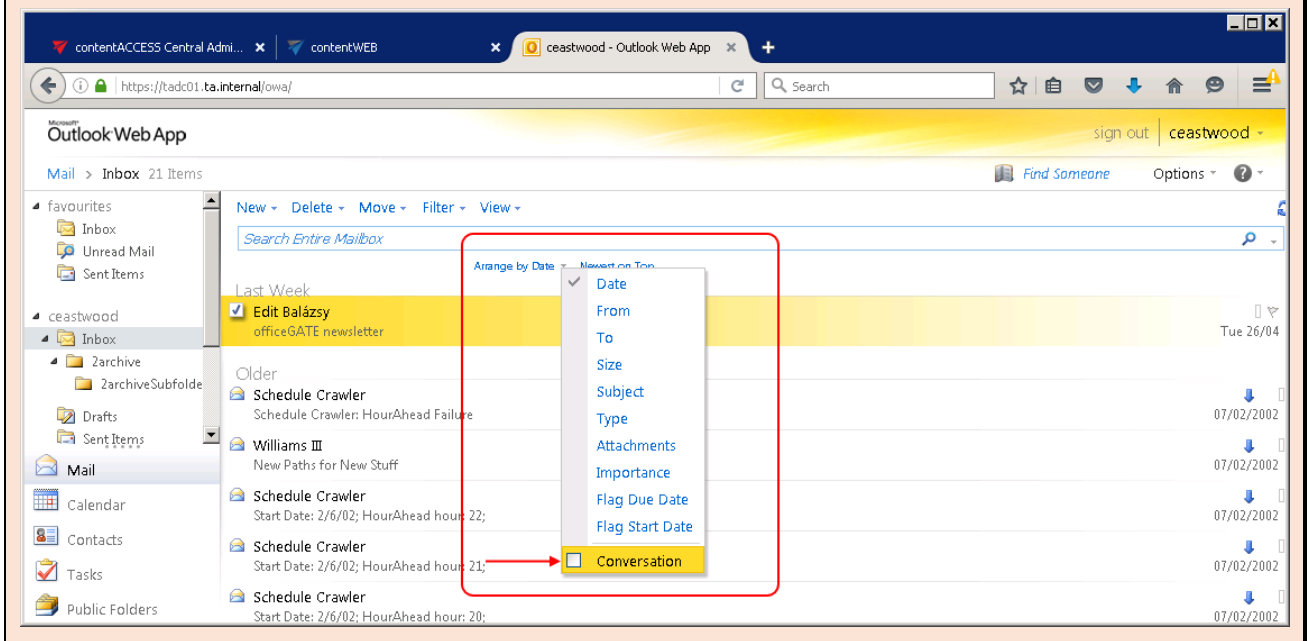 contentACCESS Central Admi... contentWEB ceastwood - Outlook Web App
https://tadc01.ta.internal/owa/ Search
Microsoft®
Outlook Web App sign out ceastwood
Mail > Inbox 21 Items Find Someone Options
favourites
Inbox
Unread Mail
Sent Items
ceastwood
Inbox
2archive
2archiveSubfolde
Drafts
Sent Items
Mail
Calendar
Contacts
Tasks
Public Folders
New Delete Move Filter View
Search Entire Mailbox
Arrange by Date Newest on Top
Last Week
Edit Balázsy
officeGATE newsletter Tue 26/04
Older
Schedule Crawler
Schedule Crawler: HourAhead Failure 07/02/2002
Williams III
New Paths for New Stuff 07/02/2002
Schedule Crawler
Start Date: 2/6/02; HourAhead hour: 22; 07/02/2002
Schedule Crawler
Start Date: 2/6/02; HourAhead hour: 21; 07/02/2002
Schedule Crawler
Start Date: 2/6/02; HourAhead hour: 20; 07/02/2002
Date
From
To
Size
Subject
Type
Attachments
Importance
Flag Due Date
Flag Start Date
Conversation